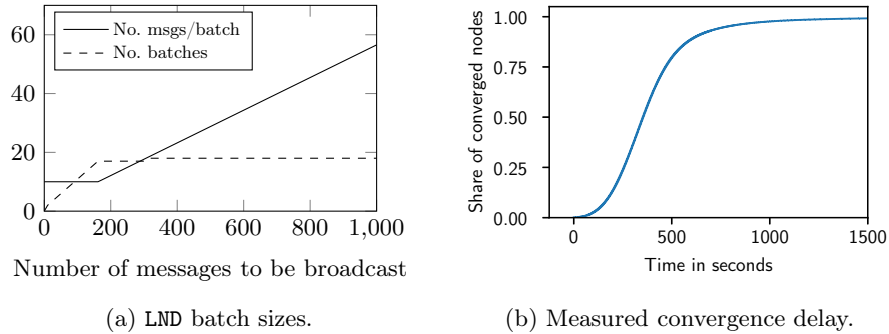 60
40
20
0
No. msgs/batch
No. batches
0 200 400 600 800 1,000
Number of messages to be broadcast
(a) LND batch sizes.
1.00
0.75
0.50
0.25
0.00
Share of converged nodes
0 500 1000 1500
Time in seconds
(b) Measured convergence delay.